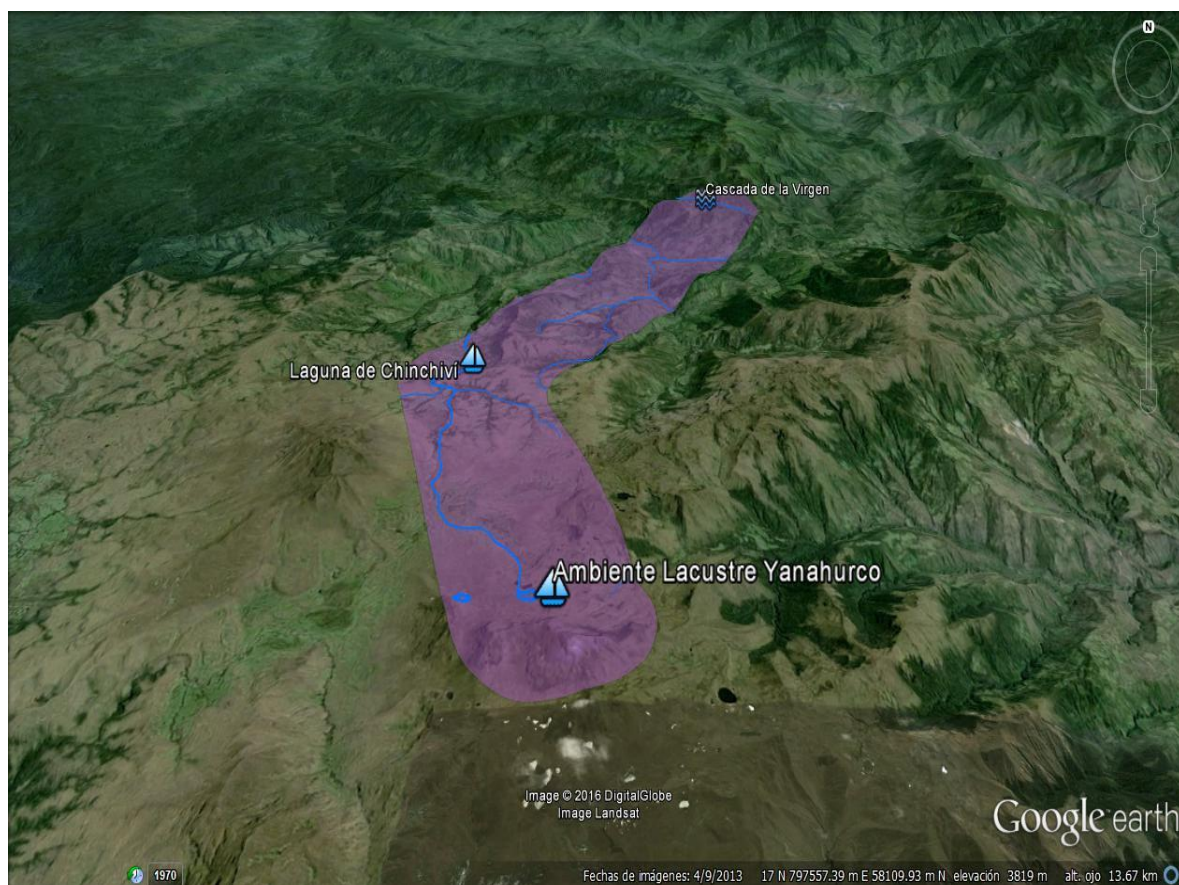 N
Cascada de la Virgen
Laguna de Chinchiví
Ambiente Lacustre Yanahurco
Image © 2016 DigitalGlobe
Image Landsat
Google earth
1970
Fechas de imágenes: 4/9/2013 17 N 797557.39 m E 58109.93 m N elevación 3819 m alt. ojo 13.67 km